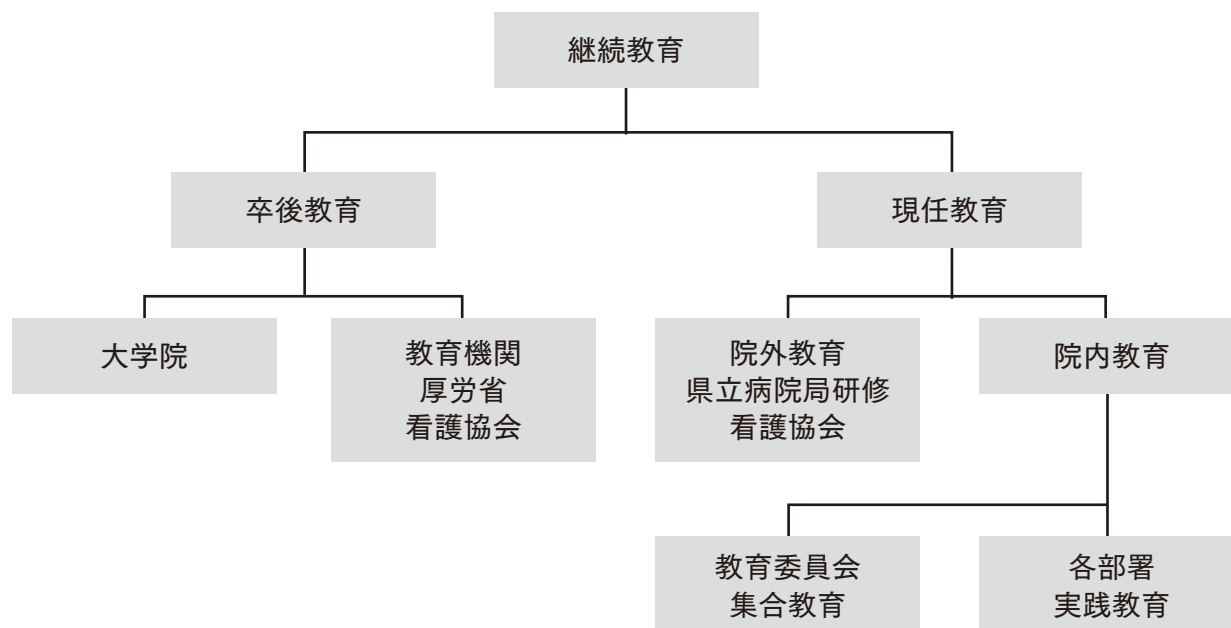 継続教育
卒後教育
現任教育
大学院
教育機関
厚労省
看護協会
院外教育
県立病院局研修
看護協会
院内教育
教育委員会
集合教育
各部署
実践教育